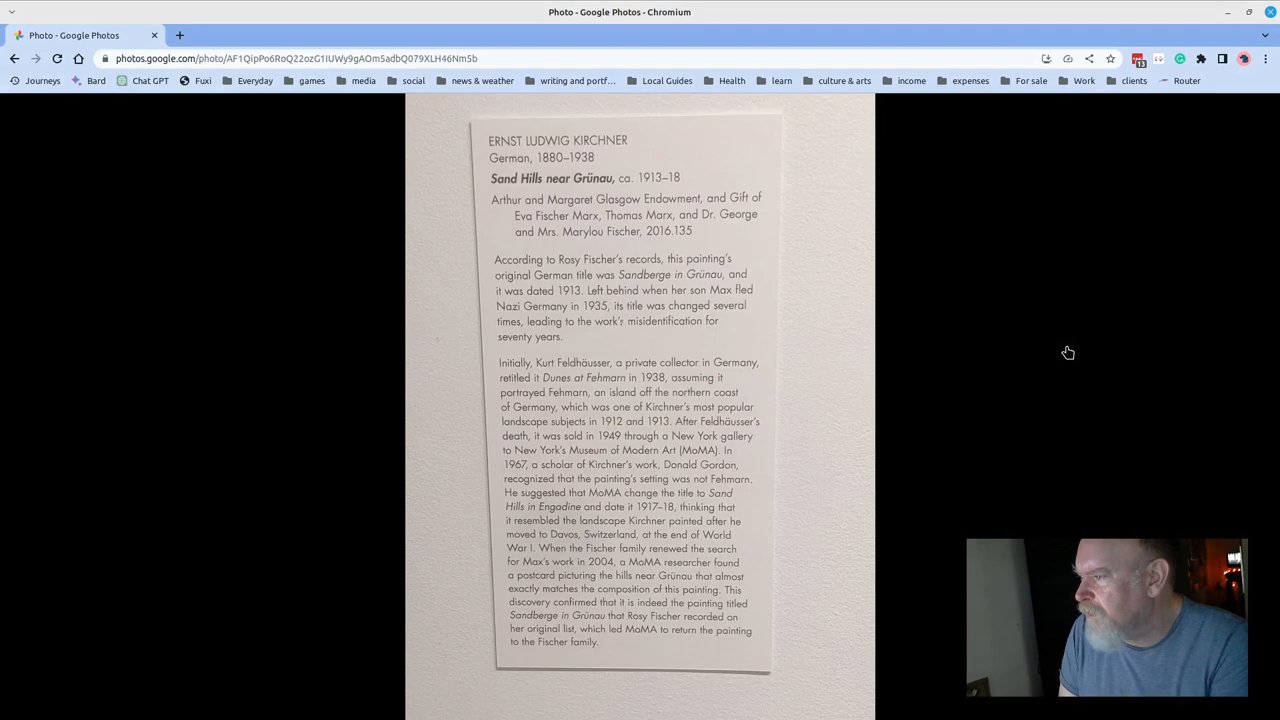 Photo - Google Photos - Chromium
Photo - Google Photos
photos.google.com/photo/AF1QipPo6RoQ22ozG1IUWy9gAOm5adbQ079XLH46Nm5b
13
Journeys Bard Chat GPT Fuxi Everyday games media social news & weather writing and portf... Local Guides Health learn culture & arts income expenses For sale Work clients Router
ERNST LUDWIG KIRCHNER
German, 1880–1938
Sand Hills near Grünau, ca. 1913–18
Arthur and Margaret Glasgow Endowment, and Gift of
Eva Fischer Marx, Thomas Marx, and Dr. George
and Mrs. Marylou Fischer, 2016.135
According to Rosy Fischer's records, this painting's
original German title was Sandberge in Grünau, and
it was dated 1913. Left behind when her son Max fled
Nazi Germany in 1935, its title was changed several
times, leading to the work's misidentification for
seventy years.
Initially, Kurt Feldhäusser, a private collector in Germany,
retitled it Dunes at Fehmarn in 1938, assuming it
portrayed Fehmarn, an island off the northern coast
of Germany, which was one of Kirchner's most popular
landscape subjects in 1912 and 1913. After Feldhäusser's
death, it was sold in 1949 through a New York gallery
to New York's Museum of Modern Art (MoMA). In
1967, a scholar of Kirchner's work, Donald Gordon,
recognized that the painting's setting was not Fehmarn.
He suggested that MoMA change the title to Sand
Hills in Engadine and date it 1917–18, thinking that
it resembled the landscape Kirchner painted after he
moved to Davos, Switzerland, at the end of World
War I. When the Fischer family renewed the search
for Max's work in 2004, a MoMA researcher found
a postcard picturing the hills near Grünau that almost
exactly matches the composition of this painting. This
discovery confirmed that it is indeed the painting titled
Sandberge in Grünau that Rosy Fischer recorded on
her original list, which led MoMA to return the painting
to the Fischer family.